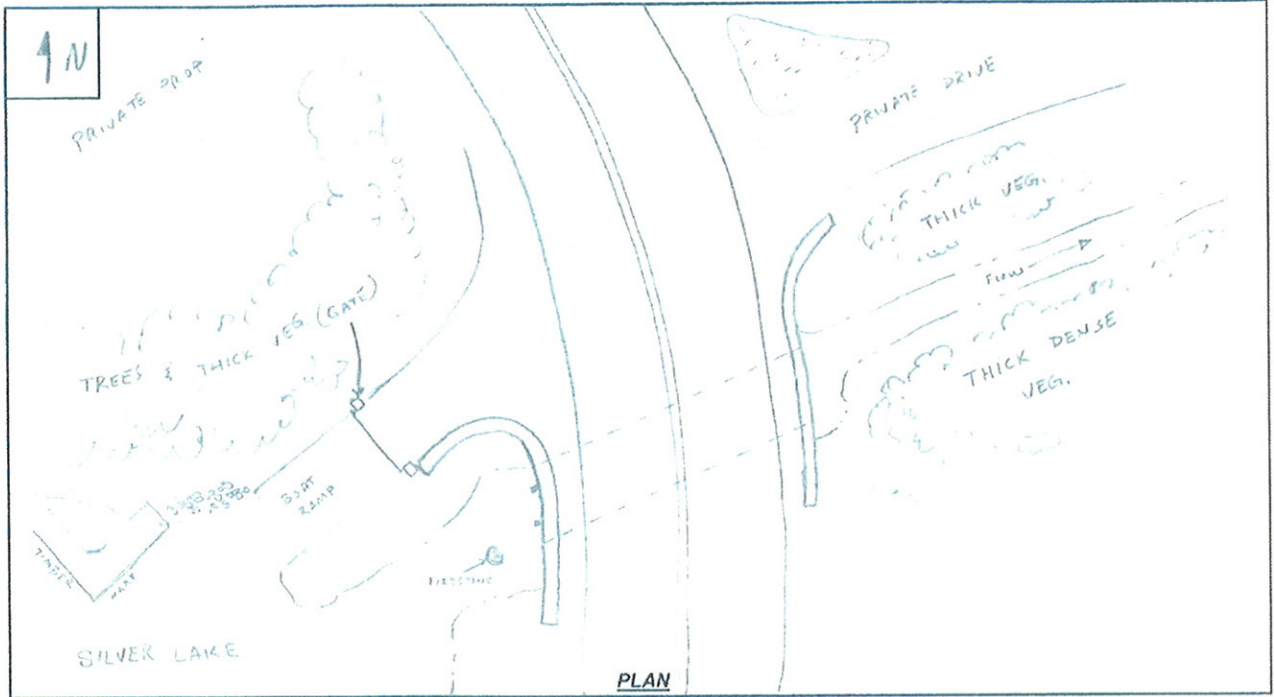 N
PRIVATE PROP
PRIVATE DRIVE
THICK VEG.
FLOW
(GATE)
TREES & THICK VEG
THICK DENSE
VEG.
BOAT
RAMP
TIMBER
SILVER LAKE
PLAN